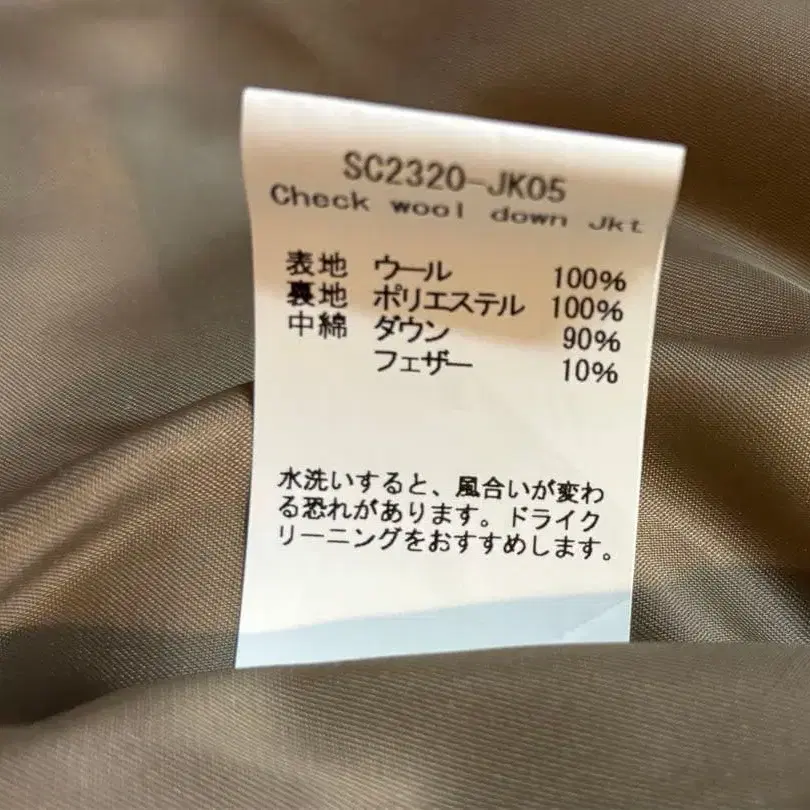 SC2320-JK05
Check wool down Jkt
表地 ウール 100%
裏地 ポリエステル 100%
中綿 ダウン 90%
フェザー 10%
水洗いすると、風合いが変わ
る恐れがあります。ドライク
リーニングをおすすめします。